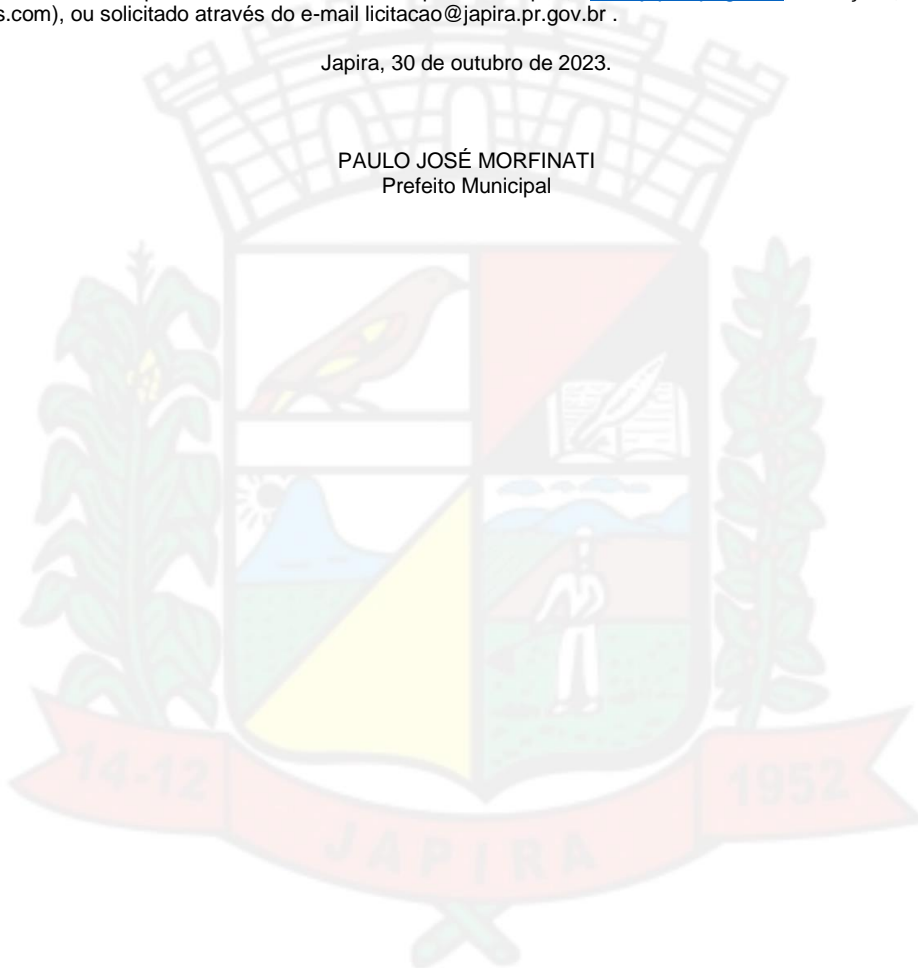 s.com), ou solicitado através do e-mail licitacao@japira.pr.gov.br .
Japira, 30 de outubro de 2023.
PAULO JOSÉ MORFINATI
Prefeito Municipal
14-12
1952
JAPIRA